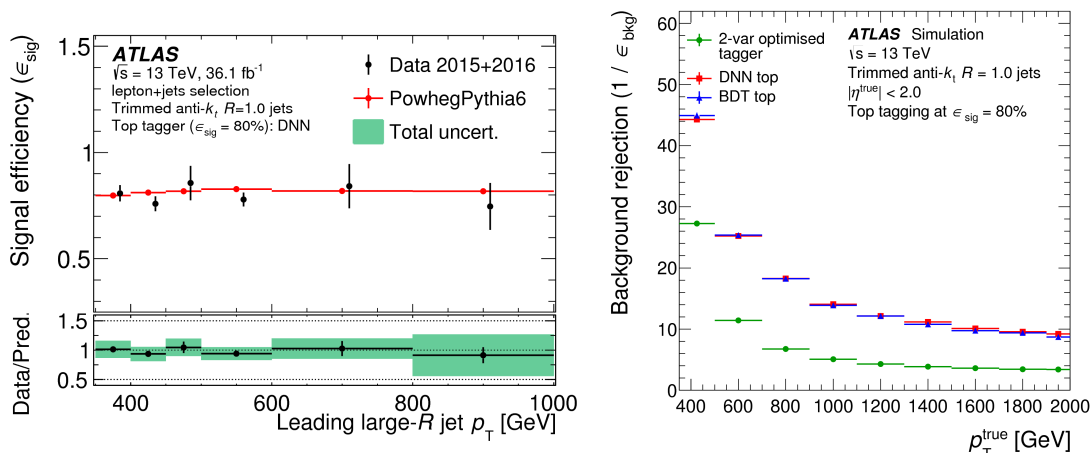 ATLAS
√s = 13 TeV, 36.1 fb⁻¹
lepton+jets selection
Trimmed anti-kₜ R=1.0 jets
Top tagger (ϵsig = 80%): DNN
Data 2015+2016
PowhegPythia6
Total uncert.
Signal efficiency (ϵsig)
1.5
1
0.5
Data/Pred.
1.5
1
0.5
400
600
800
1000
Leading large-R jet pT [GeV]
ATLAS Simulation
√s = 13 TeV
Trimmed anti-kₜ R = 1.0 jets
|ηtrue| < 2.0
Top tagging at ϵsig = 80%
2-var optimised
tagger
DNN top
BDT top
Background rejection (1 / ϵbkg)
60
50
40
30
20
10
0
400 600 800 1000 1200 1400 1600 1800 2000
pTtrue [GeV]